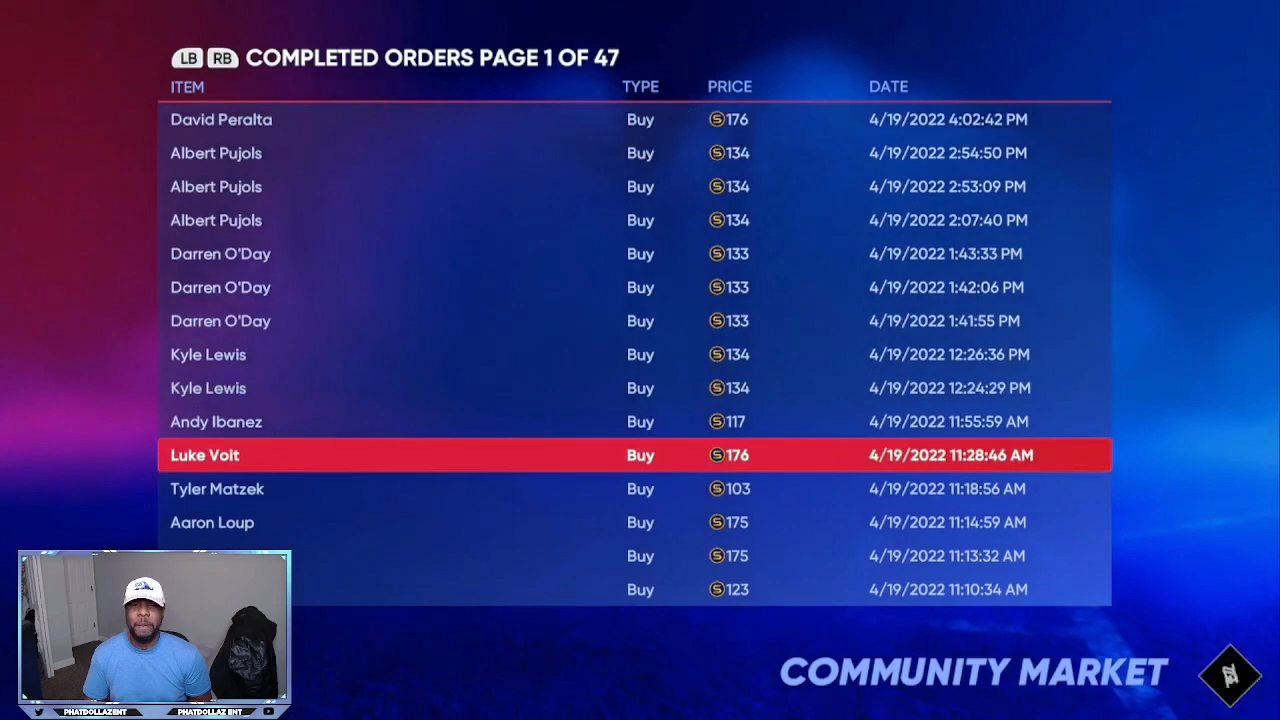 LB RB COMPLETED ORDERS PAGE 1 OF 47
ITEM TYPE PRICE DATE
David Peralta Buy 176 4/19/2022 4:02:42 PM
Albert Pujols Buy 134 4/19/2022 2:54:50 PM
Albert Pujols Buy 134 4/19/2022 2:53:09 PM
Albert Pujols Buy 134 4/19/2022 2:07:40 PM
Darren O'Day Buy 133 4/19/2022 1:43:33 PM
Darren O'Day Buy 133 4/19/2022 1:42:06 PM
Darren O'Day Buy 133 4/19/2022 1:41:55 PM
Kyle Lewis Buy 134 4/19/2022 12:26:36 PM
Kyle Lewis Buy 134 4/19/2022 12:24:29 PM
Andy Ibanez Buy 117 4/19/2022 11:55:59 AM
Luke Voit Buy 176 4/19/2022 11:28:46 AM
Tyler Matzek Buy 103 4/19/2022 11:18:56 AM
Aaron Loup Buy 175 4/19/2022 11:14:59 AM
Buy 175 4/19/2022 11:13:32 AM
Buy 123 4/19/2022 11:10:34 AM
COMMUNITY MARKET
PHATDOLLAZENT PHATDOLLAZ ENT